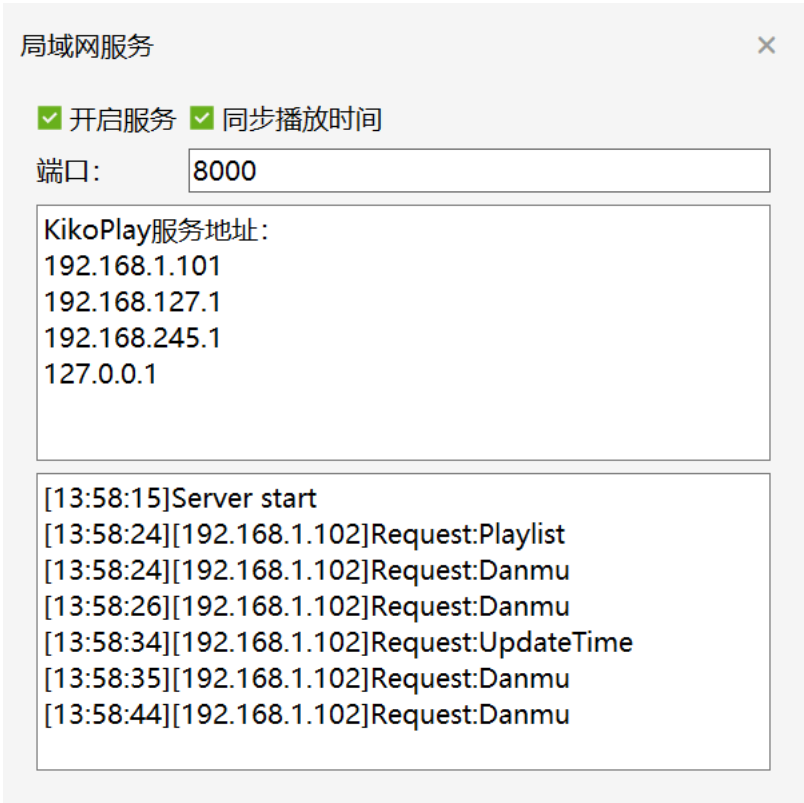 局域网服务
开启服务 同步播放时间
端口： 8000
KikoPlay服务地址：
192.168.1.101
192.168.127.1
192.168.245.1
127.0.0.1
[13:58:15]Server start
[13:58:24][192.168.1.102]Request:Playlist
[13:58:24][192.168.1.102]Request:Danmu
[13:58:26][192.168.1.102]Request:Danmu
[13:58:34][192.168.1.102]Request:UpdateTime
[13:58:35][192.168.1.102]Request:Danmu
[13:58:44][192.168.1.102]Request:Danmu